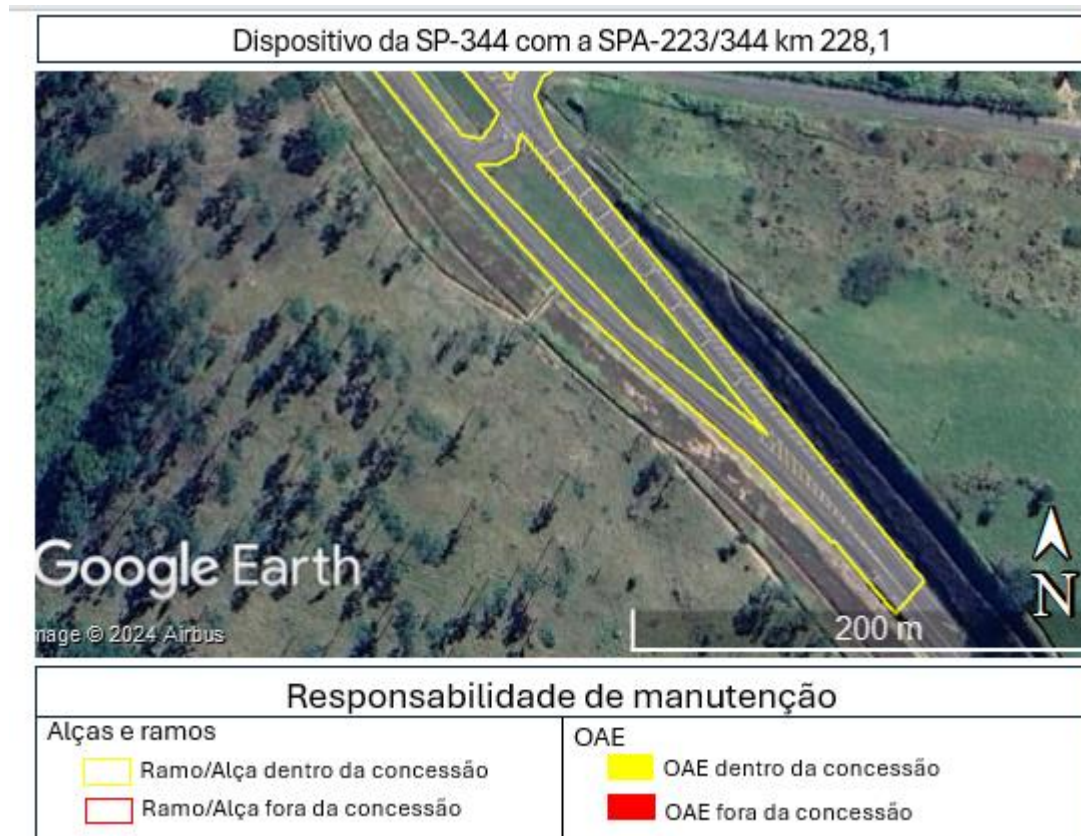 Dispositivo da SP-344 com a SPA-223/344 km 228,1
Google Earth
mage © 2024 Airbus
200 m
N
Responsabilidade de manutenção
Alças e ramos
Ramo/Alça dentro da concessão
Ramo/Alça fora da concessão
OAE
OAE dentro da concessão
OAE fora da concessão